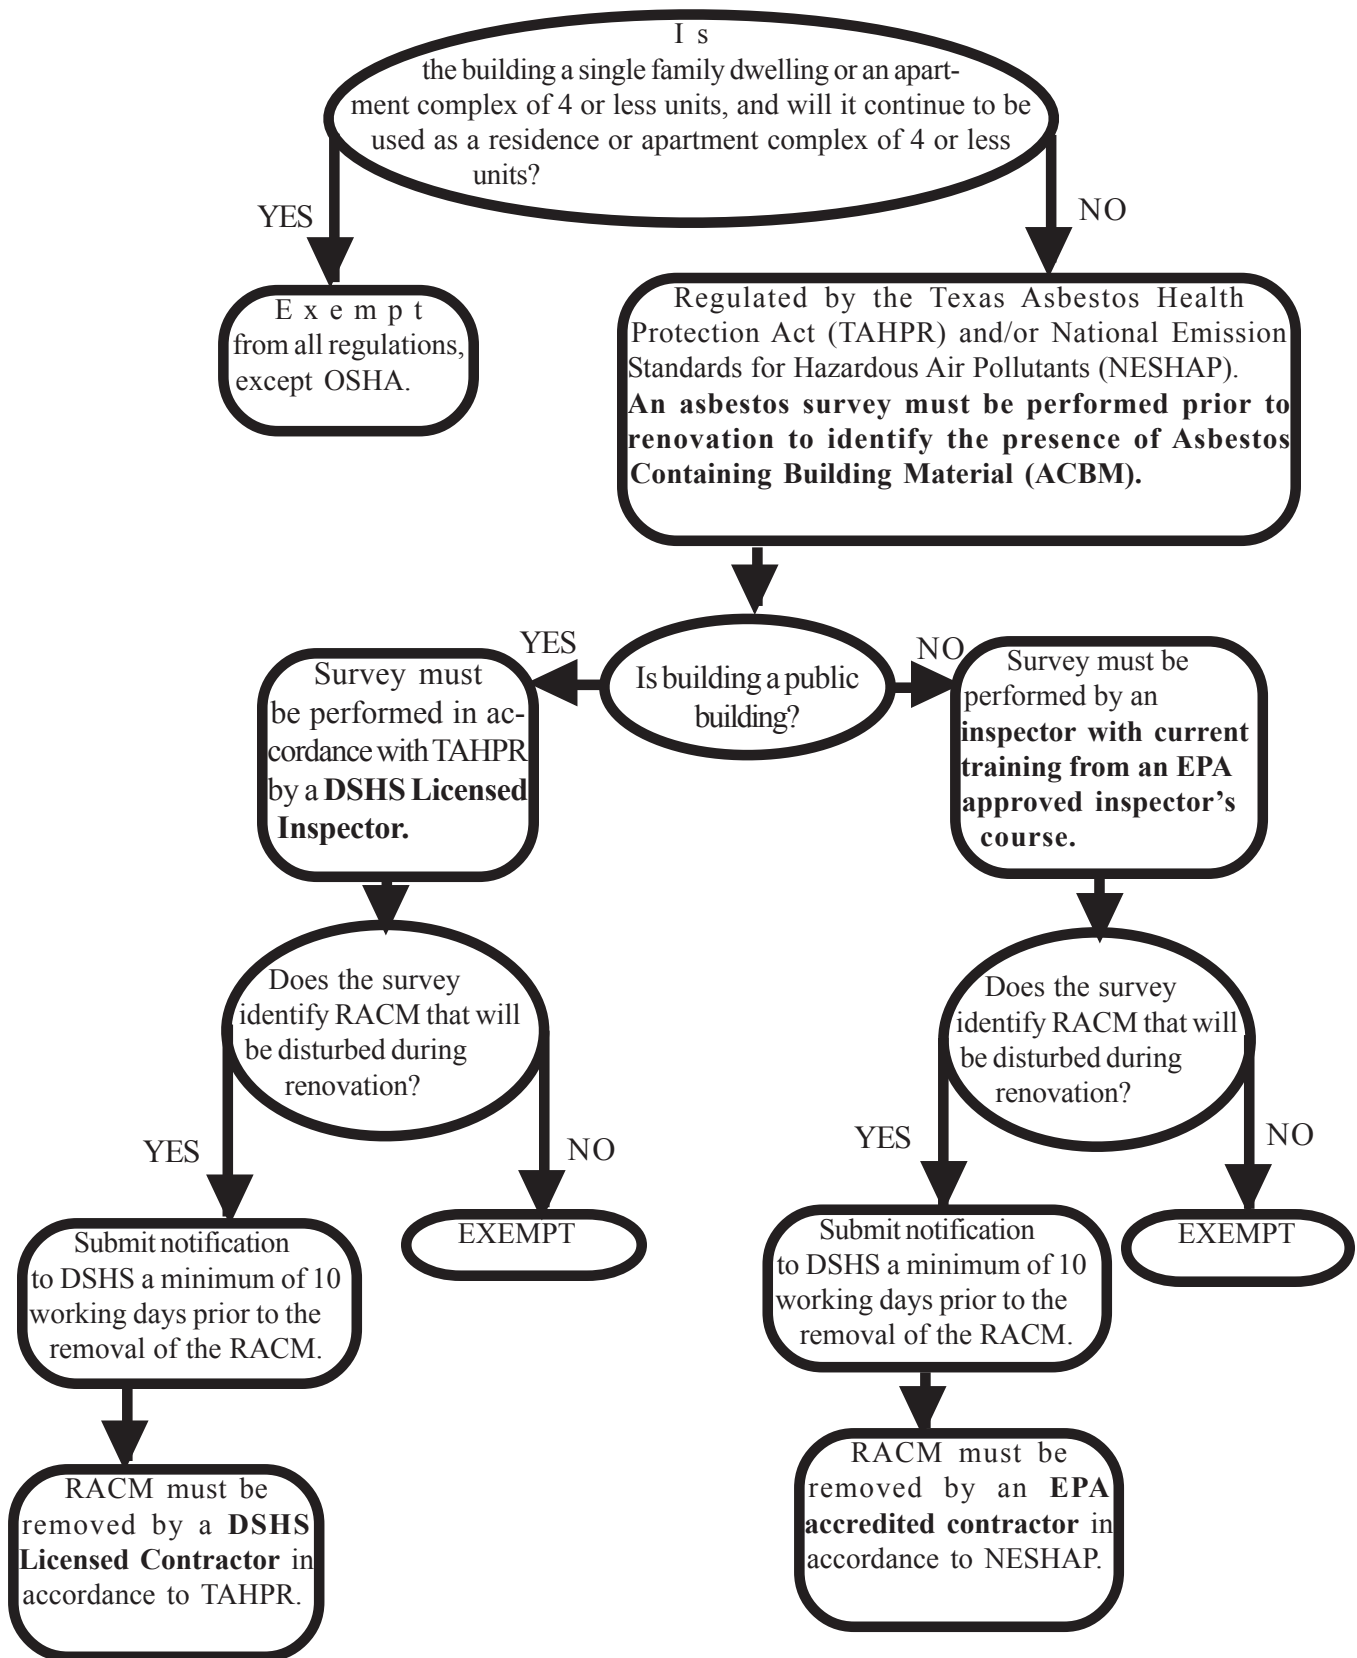 I s
the building a single family dwelling or an apart-
ment complex of 4 or less units, and will it continue to be
used as a residence or apartment complex of 4 or less
units?
YES
NO
E x e m p t
from all regulations,
except OSHA.
Regulated by the Texas Asbestos Health
Protection Act (TAHPR) and/or National Emission
Standards for Hazardous Air Pollutants (NESHAP).
An asbestos survey must be performed prior to
renovation to identify the presence of Asbestos
Containing Building Material (ACBM).
Is building a public
building?
YES
NO
Survey must
be performed in ac-
cordance with TAHPR
by a DSHS Licensed
Inspector.
Survey must be
performed by an
inspector with current
training from an EPA
approved inspector's
course.
Does the survey
identify RACM that will
be disturbed during
renovation?
YES
NO
Does the survey
identify RACM that will
be disturbed during
renovation?
YES
NO
Submit notification
to DSHS a minimum of 10
working days prior to the
removal of the RACM.
EXEMPT
Submit notification
to DSHS a minimum of 10
working days prior to the
removal of the RACM.
EXEMPT
RACM must be
removed by a DSHS
Licensed Contractor in
accordance to TAHPR.
RACM must be
removed by an EPA
accredited contractor in
accordance to NESHAP.